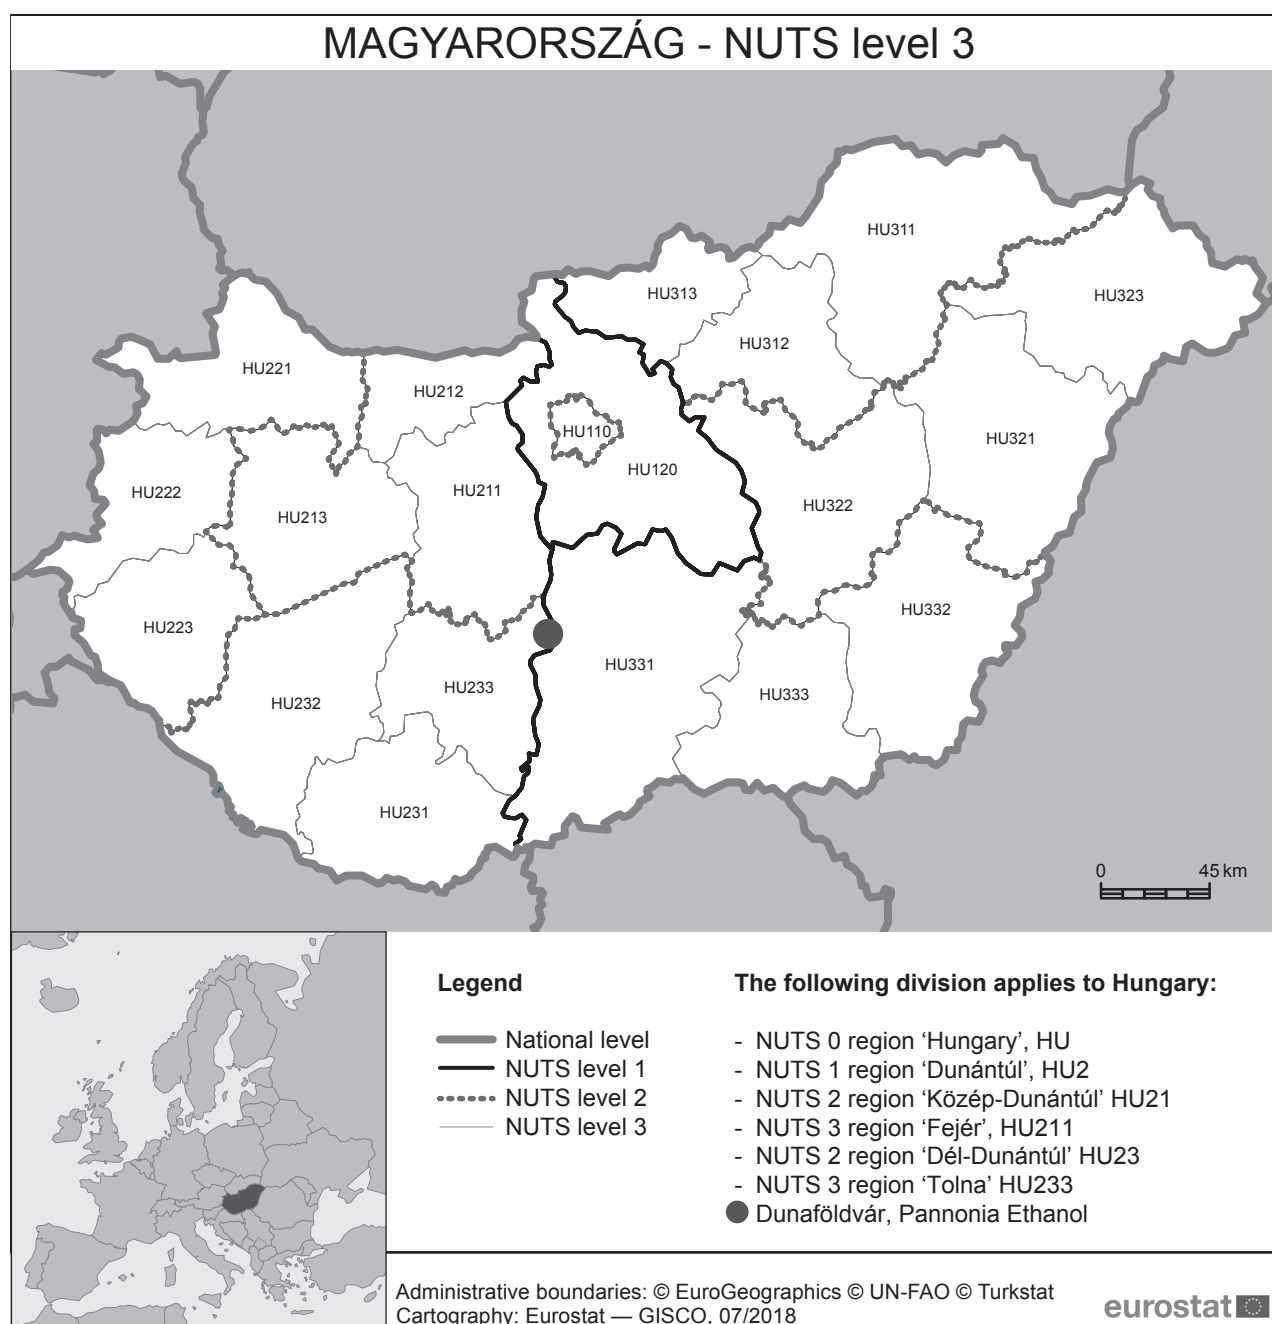 MAGYARORSZÁG - NUTS level 3
HU311
HU313
HU323
HU312
HU221
HU212
HU110
HU321
HU120
HU222
HU211
HU322
HU213
HU332
HU223
HU331
HU233
HU333
HU232
HU231
0 45 km
Legend
National level
NUTS level 1
NUTS level 2
NUTS level 3
The following division applies to Hungary:
- NUTS 0 region ‘Hungary’, HU
- NUTS 1 region ‘Dunántúl’, HU2
- NUTS 2 region ‘Közép-Dunántúl’ HU21
- NUTS 3 region ‘Fejér’, HU211
- NUTS 2 region ‘Dél-Dunántúl’ HU23
- NUTS 3 region ‘Tolna’ HU233
Dunaföldvár, Pannonia Ethanol
Administrative boundaries: © EuroGeographics © UN-FAO © Turkstat
Cartography: Eurostat — GISCO, 07/2018
eurostat